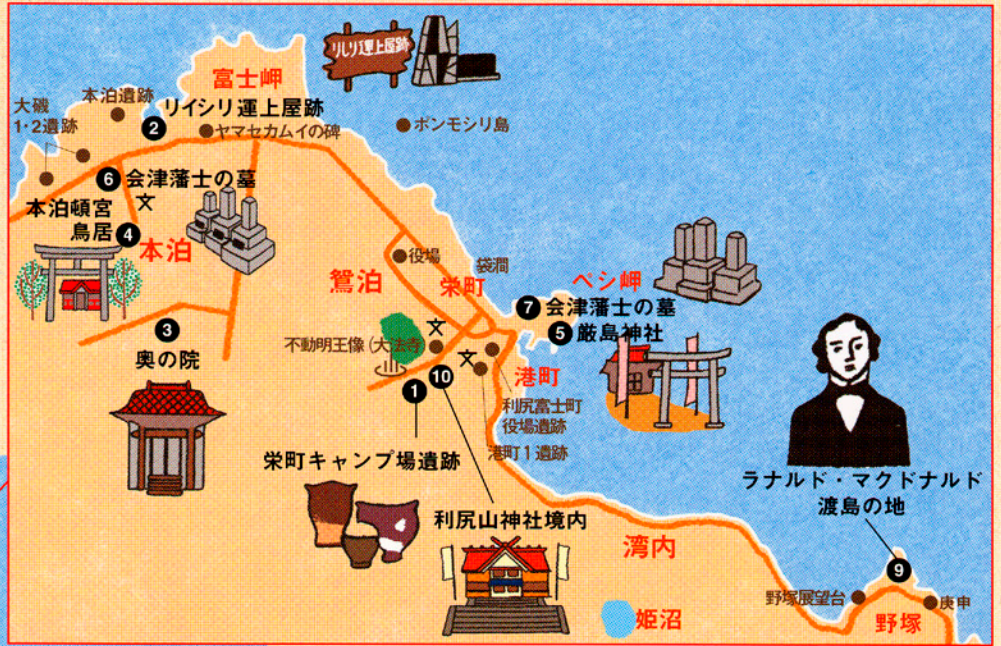 りしり運上屋跡
富士岬
本泊遺跡
リイシリ運上屋跡
大磯
1・2遺跡
2
ヤマセカムイの碑
ポンモシリ島
6
会津藩士の墓
文
本泊頓宮
鳥居
4
本泊
役場
袋澗
鴛泊
栄町
ペシ岬
7
会津藩士の墓
5
厳島神社
3
奥の院
不動明王像(大法寺
文
文
港町
1
10
利尻富士町
役場遺跡
港町1遺跡
栄町キャンプ場遺跡
利尻山神社境内
ラナルド・マクドナルド
渡島の地
湾内
9
野塚展望台
庚申
姫沼
野塚